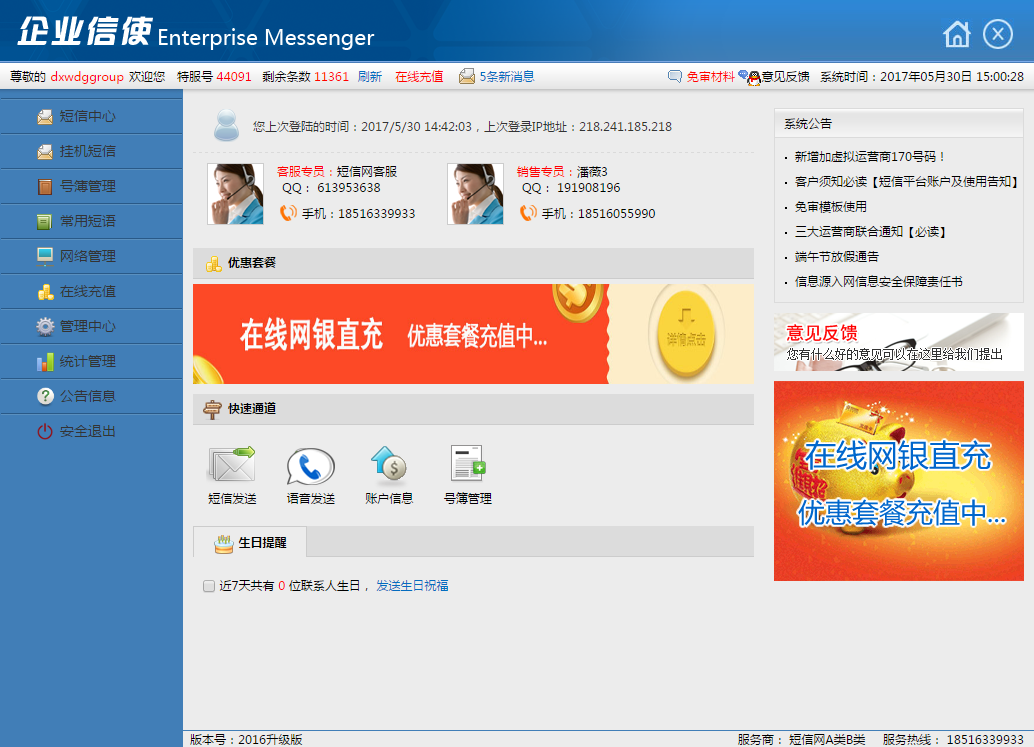 企业信使 Enterprise Messenger
尊敬的 dxwdggroup 欢迎您 特服号 44091 剩余条数 11361 刷新 在线充值 5条新消息 免审材料 意见反馈 系统时间：2017年05月30日 15:00:28
短信中心
挂机短信
号簿管理
常用短语
网络管理
在线充值
管理中心
统计管理
公告信息
安全退出
您上次登陆的时间：2017/5/30 14:42:03，上次登录IP地址：218.241.185.218
客服专员：短信网客服
QQ： 613953638
手机：18516339933
销售专员：潘薇3
QQ： 191908196
手机：18516055990
优惠套餐
在线网银直充 优惠套餐充值中...
详情点击
快速通道
短信发送 语音发送 账户信息 号簿管理
生日提醒
近7天共有 0 位联系人生日， 发送生日祝福
系统公告
· 新增加虚拟运营商170号码！
· 客户须知必读【短信平台账户及使用告知】
· 免审模板使用
· 三大运营商联合通知【必读】
· 端午节放假通告
· 信息源入网信息安全保障责任书
意见反馈
您有什么好的意见可以在这里给我们提出
在线网银直充
优惠套餐充值中...
版本号：2016升级版 服务商： 短信网A类B类 服务热线： 18516339933